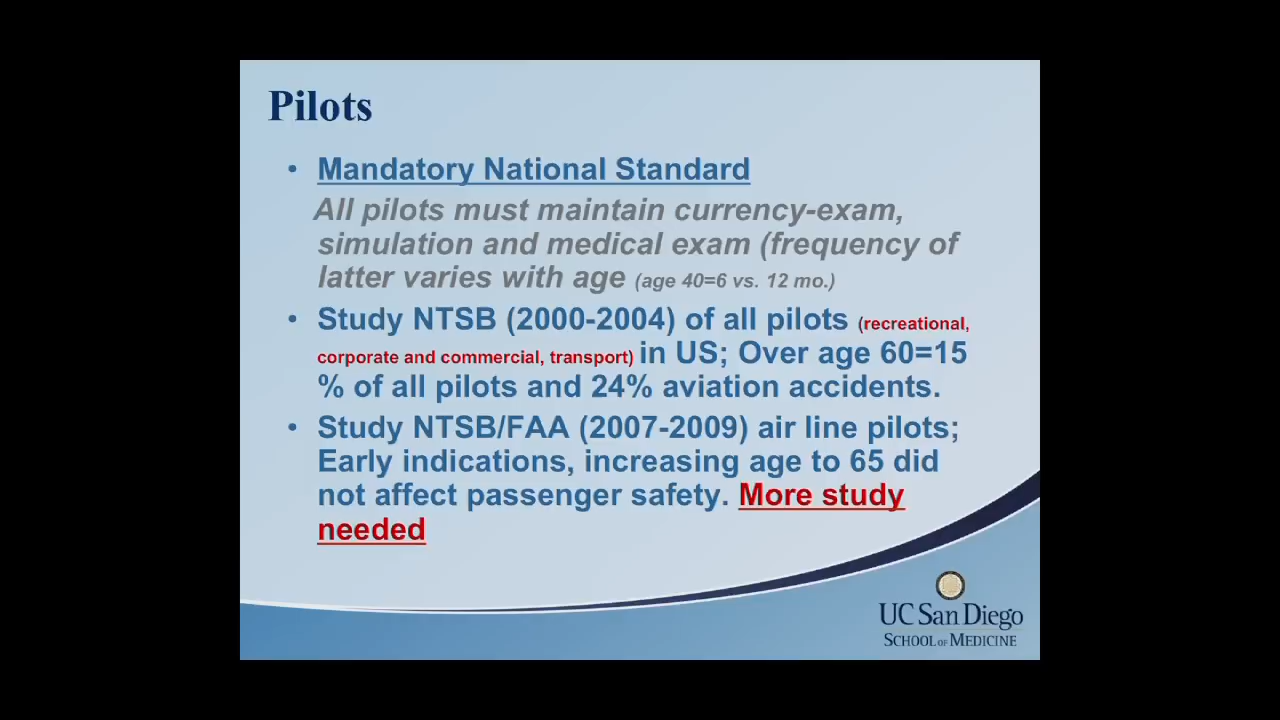 Pilots
• Mandatory National Standard
All pilots must maintain currency-exam,
simulation and medical exam (frequency of
latter varies with age (age 40=6 vs. 12 mo.)
• Study NTSB (2000-2004) of all pilots (recreational,
corporate and commercial, transport) in US; Over age 60=15
% of all pilots and 24% aviation accidents.
• Study NTSB/FAA (2007-2009) air line pilots;
Early indications, increasing age to 65 did
not affect passenger safety. More study
needed
UC San Diego
SCHOOL OF MEDICINE